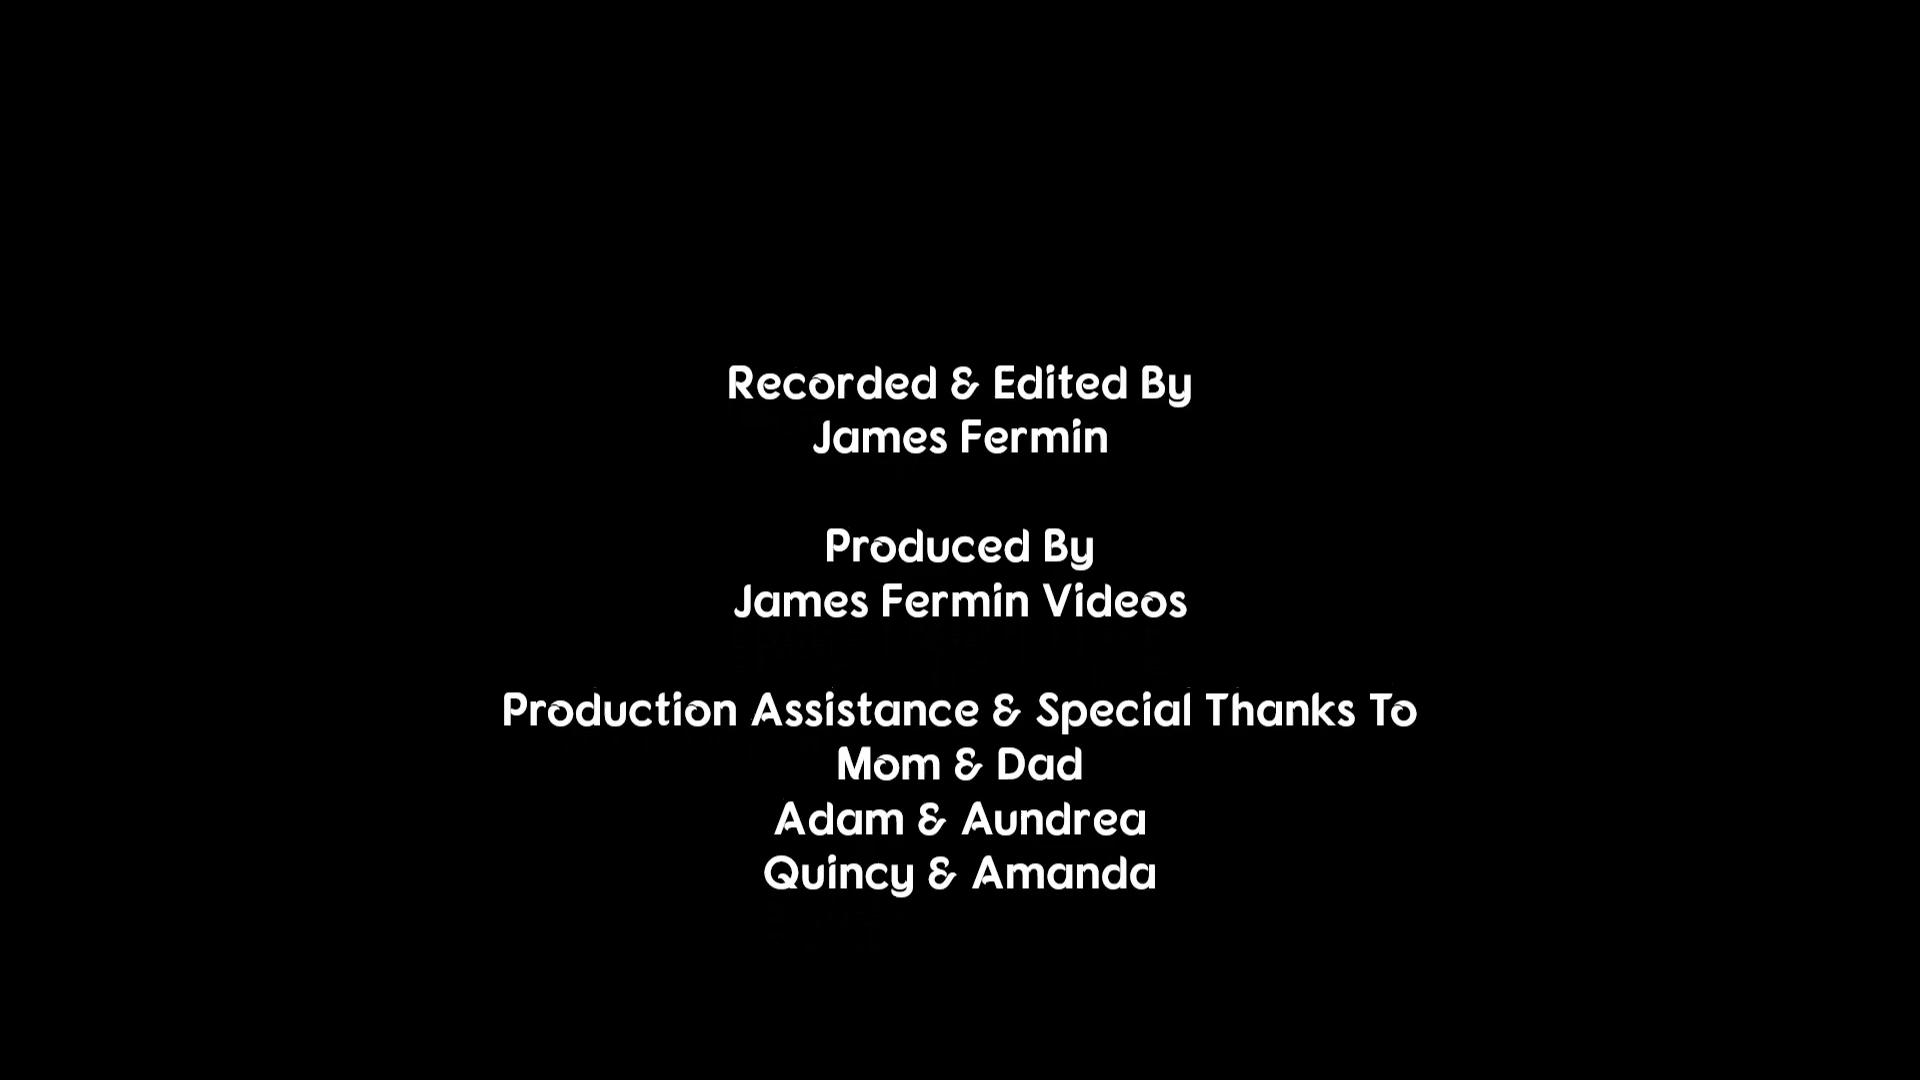 Recorded & Edited By
James Fermin
Produced By
James Fermin Videos
Production Assistance & Special Thanks To
Mom & Dad
Adam & Aundrea
Quincy & Amanda